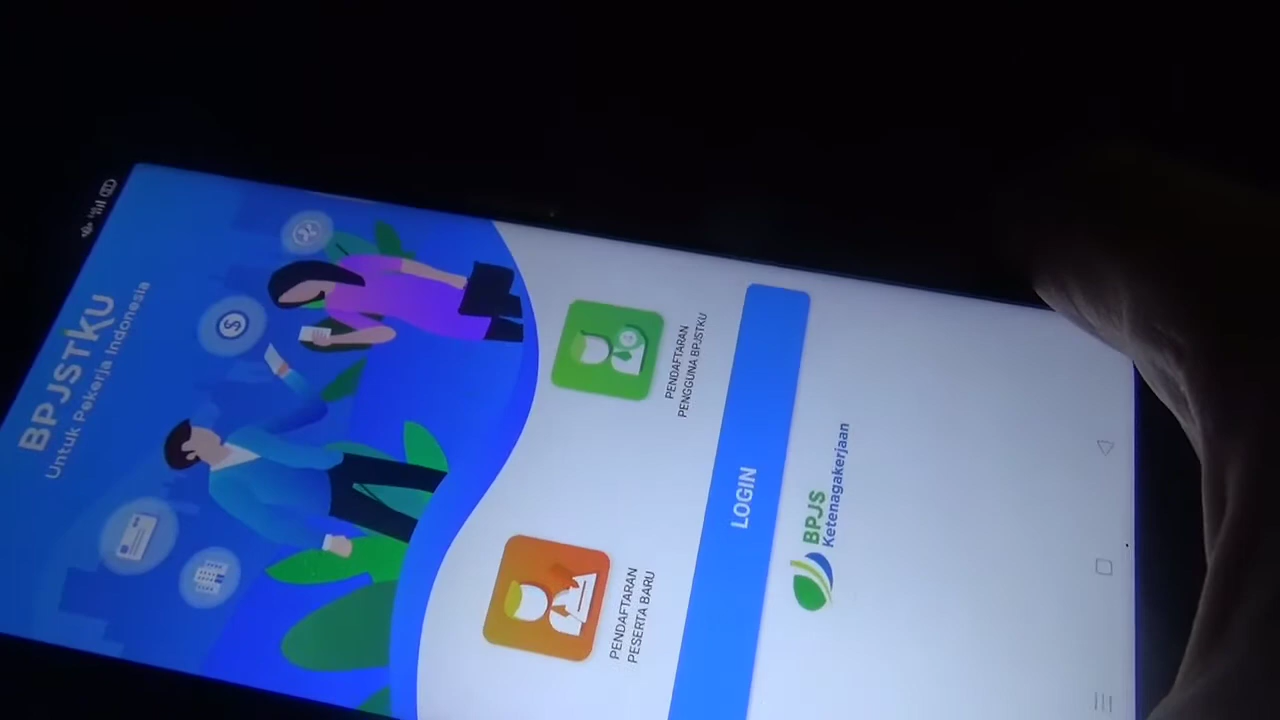 BPJSTKU
Untuk Pekerja Indonesia
PENDAFTARAN
PESERTA BARU
PENDAFTARAN
PENGGUNA BPJSTKU
LOGIN
BPJS
Ketenagakerjaan